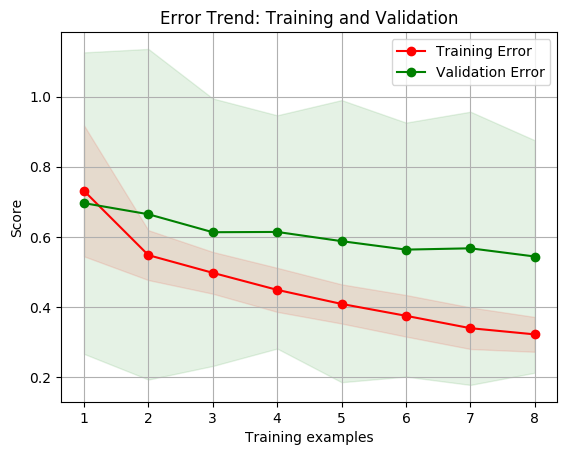 Error Trend: Training and Validation
Training Error
Validation Error
Score
1.0
0.8
0.6
0.4
0.2
1 2 3 4 5 6 7 8
Training examples